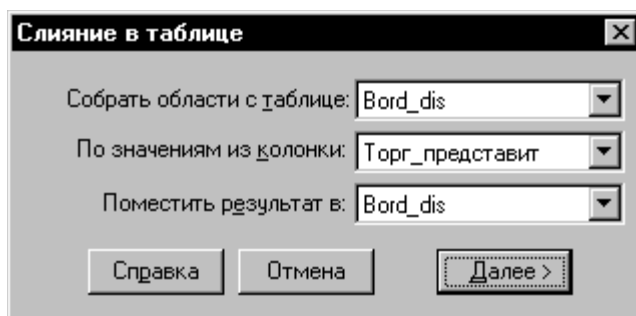 Слияние в таблице
Собрать области с таблице: Bord_dis
По значениям из колонки: Торг_представит
Поместить результат в: Bord_dis
Справка Отмена Далее >